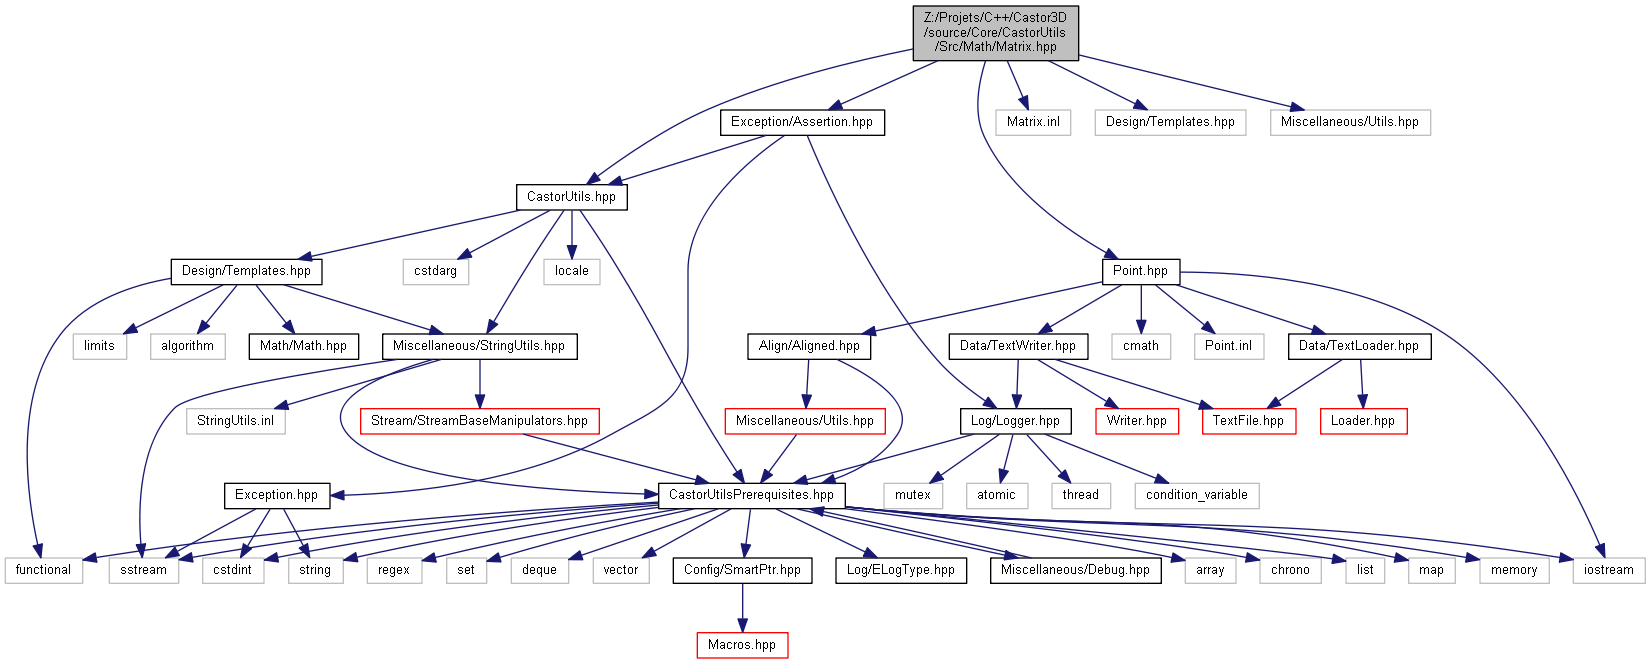 Z:/Projets/C++/Castor3D
/source/Core/CastorUtils
/Src/Math/Matrix.hpp
Exception/Assertion.hpp
Matrix.inl
Design/Templates.hpp
Miscellaneous/Utils.hpp
CastorUtils.hpp
Design/Templates.hpp
cstdarg
locale
Point.hpp
limits
algorithm
Math/Math.hpp
Miscellaneous/StringUtils.hpp
Align/Aligned.hpp
Data/TextWriter.hpp
cmath
Point.inl
Data/TextLoader.hpp
StringUtils.inl
Stream/StreamBaseManipulators.hpp
Miscellaneous/Utils.hpp
Log/Logger.hpp
Writer.hpp
TextFile.hpp
Loader.hpp
Exception.hpp
CastorUtilsPrerequisites.hpp
mutex
atomic
thread
condition_variable
functional
sstream
cstdint
string
regex
set
deque
vector
Config/SmartPtr.hpp
Log/ELogType.hpp
Miscellaneous/Debug.hpp
array
chrono
list
map
memory
iostream
Macros.hpp